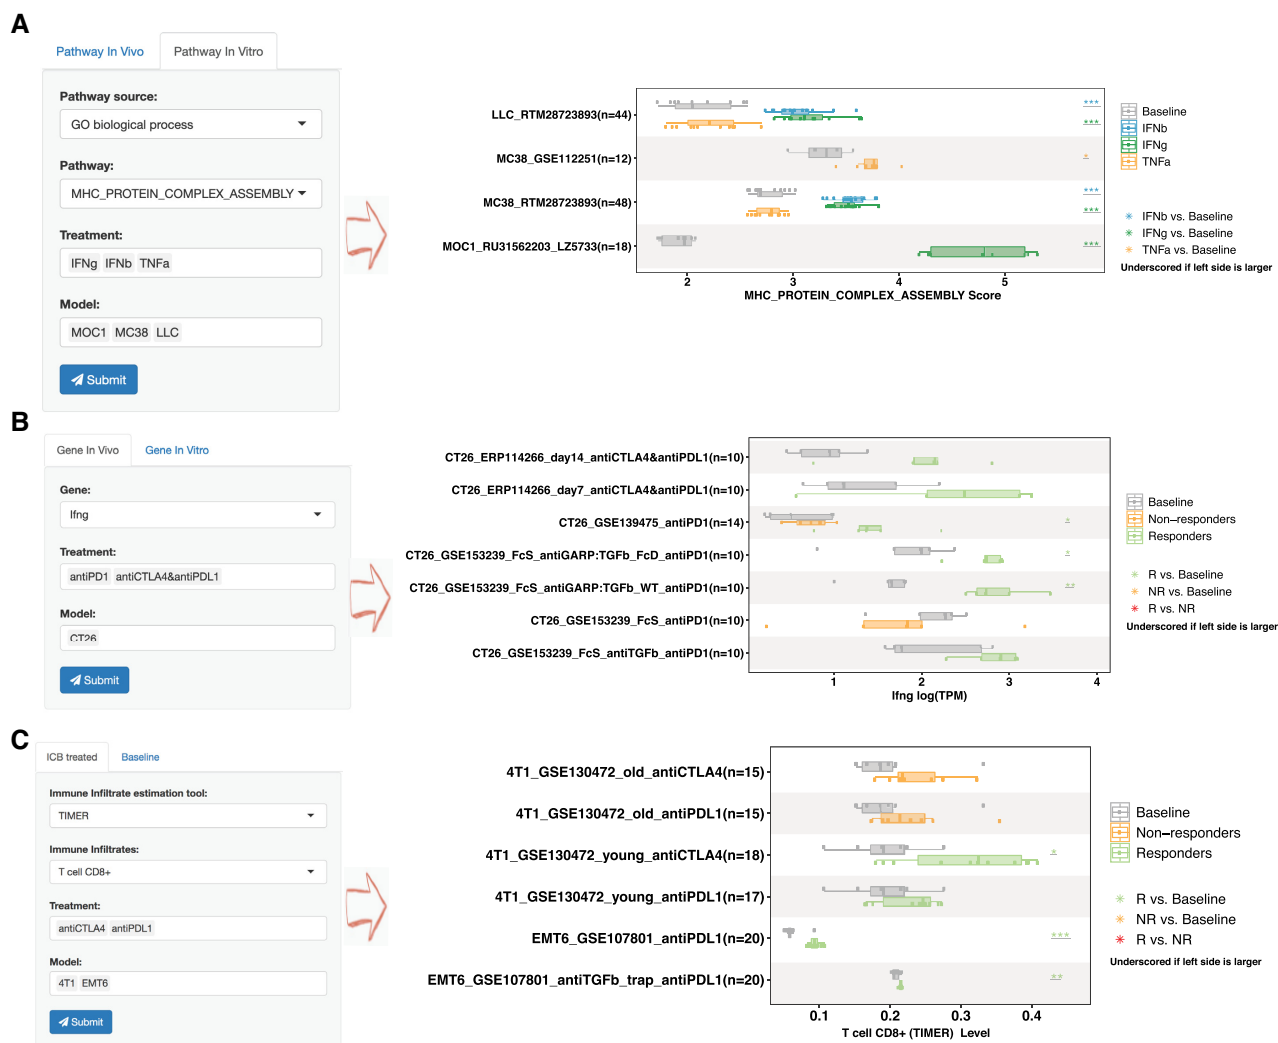 A
Pathway In Vivo
Pathway In Vitro
Pathway source:
GO biological process
Pathway:
MHC_PROTEIN_COMPLEX_ASSEMBLY
Treatment:
IFNg IFNb TNFa
Model:
MOC1 MC38 LLC
Submit
LLC_RTM28723893(n=44)
MC38_GSE112251(n=12)
MC38_RTM28723893(n=48)
MOC1_RU31562203_LZ5733(n=18)
***
***
*
***
***
***
2 3 4 5
MHC_PROTEIN_COMPLEX_ASSEMBLY Score
Baseline
IFNb
IFNg
TNFa
* IFNb vs. Baseline
* IFNg vs. Baseline
* TNFa vs. Baseline
Underscored if left side is larger
B
Gene In Vivo
Gene In Vitro
Gene:
Ifng
Treatment:
antiPD1 antiCTLA4&antiPDL1
Model:
CT26
Submit
CT26_ERP114266_day14_antiCTLA4&antiPDL1(n=10)
CT26_ERP114266_day7_antiCTLA4&antiPDL1(n=10)
CT26_GSE139475_antiPD1(n=14)
CT26_GSE153239_FcS_antiGARP:TGFb_FcD_antiPD1(n=10)
CT26_GSE153239_FcS_antiGARP:TGFb_WT_antiPD1(n=10)
CT26_GSE153239_FcS_antiPD1(n=10)
CT26_GSE153239_FcS_antiTGFb_antiPD1(n=10)
*
*
**
1 2 3 4
Ifng log(TPM)
Baseline
Non−responders
Responders
* R vs. Baseline
* NR vs. Baseline
* R vs. NR
Underscored if left side is larger
C
ICB treated
Baseline
Immune Infiltrate estimation tool:
TIMER
Immune Infiltrates:
T cell CD8+
Treatment:
antiCTLA4 antiPDL1
Model:
4T1 EMT6
Submit
4T1_GSE130472_old_antiCTLA4(n=15)
4T1_GSE130472_old_antiPDL1(n=15)
4T1_GSE130472_young_antiCTLA4(n=18)
4T1_GSE130472_young_antiPDL1(n=17)
EMT6_GSE107801_antiPDL1(n=20)
EMT6_GSE107801_antiTGFb_trap_antiPDL1(n=20)
*
***
**
0.1 0.2 0.3 0.4
T cell CD8+ (TIMER) Level
Baseline
Non−responders
Responders
* R vs. Baseline
* NR vs. Baseline
* R vs. NR
Underscored if left side is larger